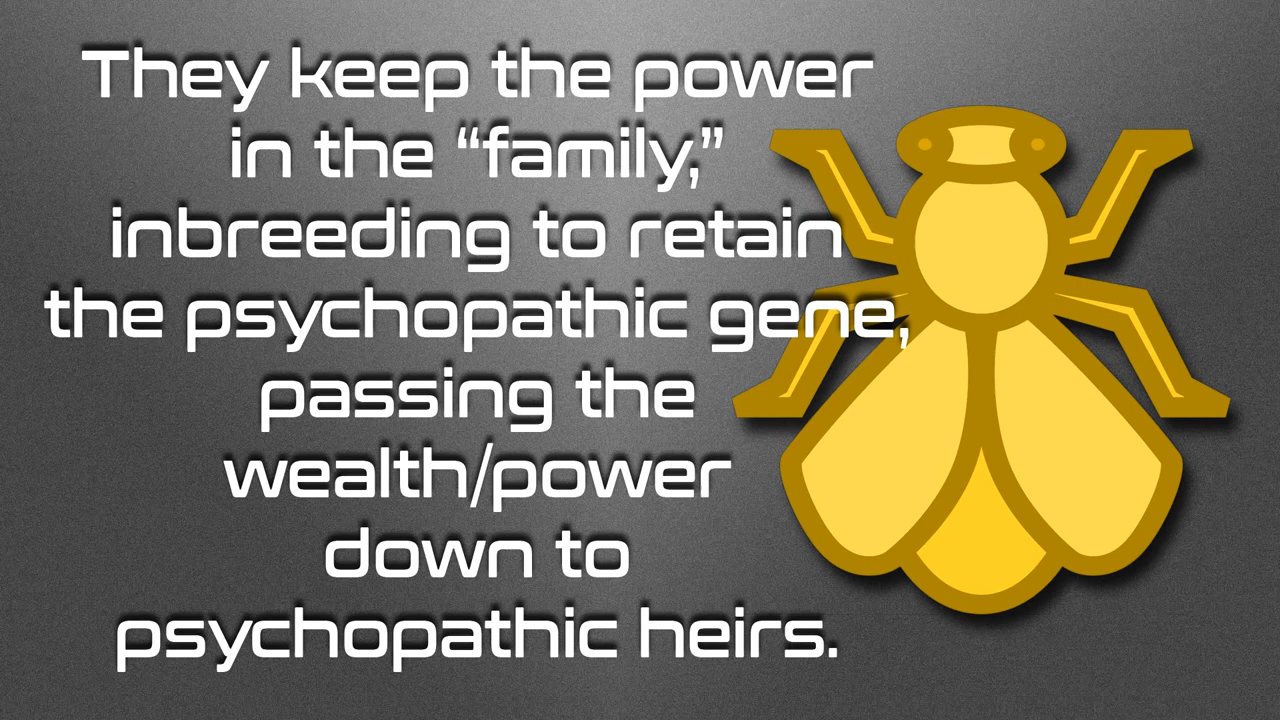 They keep the power
in the “family,”
inbreeding to retain
the psychopathic gene,
passing the
wealth/power
down to
psychopathic heirs.